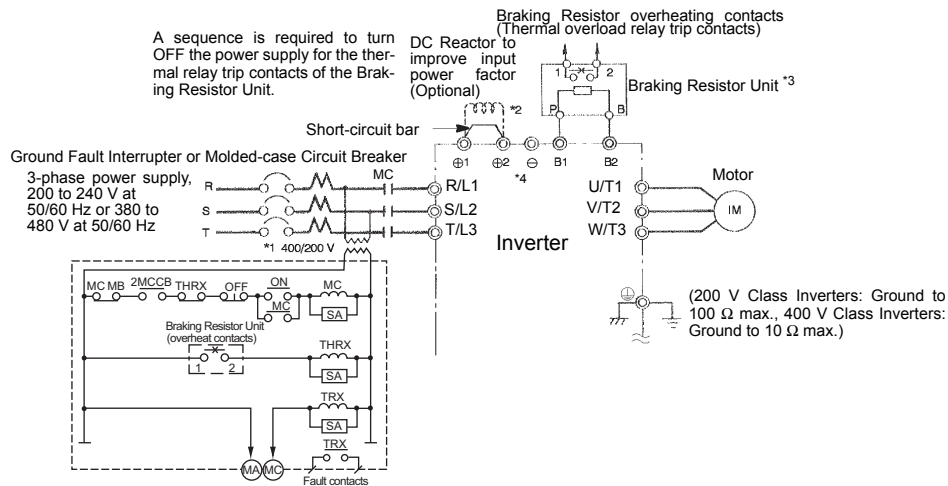 Braking Resistor overheating contacts
(Thermal overload relay trip contacts)
A sequence is required to turn
OFF the power supply for the ther-
mal relay trip contacts of the Brak-
ing Resistor Unit.
DC Reactor to
improve input
power factor
(Optional)
1 2
Braking Resistor Unit *3
P B
*2
Short-circuit bar
⊕1 ⊕2 ⊖ B1 B2
*4
Ground Fault Interrupter or Molded-case Circuit Breaker
3-phase power supply,
200 to 240 V at
50/60 Hz or 380 to
480 V at 50/60 Hz
MC
R R/L1
S S/L2
T T/L3
*1 400/200 V
Inverter
U/T1
V/T2
W/T3
Motor
IM
(200 V Class Inverters: Ground to
100 Ω max., 400 V Class Inverters:
Ground to 10 Ω max.)
MC MB 2MCCB THRX OFF ON MC
MC
SA
Braking Resistor Unit
(overheat contacts)
1 2
THRX
SA
TRX
SA
TRX
MA MC
Fault contacts